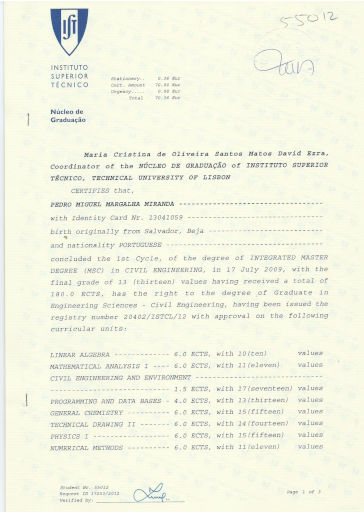 55012
IST
INSTITUTO
SUPERIOR
TÉCNICO
Stationery.. 0.36 Eur
Cert. Amount 70.00 Eur
Urgency..... 0.00 Eur
Total 70.36 Eur
Núcleo de
Graduação
Maria Cristina de Oliveira Santos Matos David Ezra,
Coordinator of the NÚCLEO DE GRADUAÇÃO of INSTITUTO SUPERIOR
TÉCNICO, TECHNICAL UNIVERSITY OF LISBON
CERTIFIES that,
PEDRO MIGUEL MARGALHA MIRANDA
with Identity Card Nr. 13041059
birth originally from Salvador, Beja
and nationality PORTUGUESE
concluded the 1st Cycle, of the degree of INTEGRATED MASTER
DEGREE (MSC) in CIVIL ENGINEERING, in 17 July 2009, with the
final grade of 13 (thirteen) values having received a total of
180.0 ECTS, has the right to the degree of Graduate in
Engineering Sciences - Civil Engineering, having been issued the
registry number 20402/ISTCL/12 with approval on the following
curricular units:
LINEAR ALGEBRA ------------ 6.0 ECTS, with 10(ten) values
MATHEMATICAL ANALYSIS I ---- 6.0 ECTS, with 11(eleven) values
CIVIL ENGINEERING AND ENVIRONMENT ----------------------------
---------------------------- 1.5 ECTS, with 17(seventeen) values
PROGRAMMING AND DATA BASES - 4.0 ECTS, with 13(thirteen) values
GENERAL CHEMISTRY ---------- 6.0 ECTS, with 15(fifteen) values
TECHNICAL DRAWING II ------- 6.0 ECTS, with 14(fourteen) values
PHYSICS I ------------------ 6.0 ECTS, with 15(fifteen) values
NUMERICAL METHODS ---------- 6.0 ECTS, with 11(eleven) values
Student Nr. 55012
Request ID 17253/2012
Verified by:
Page 1 of 3